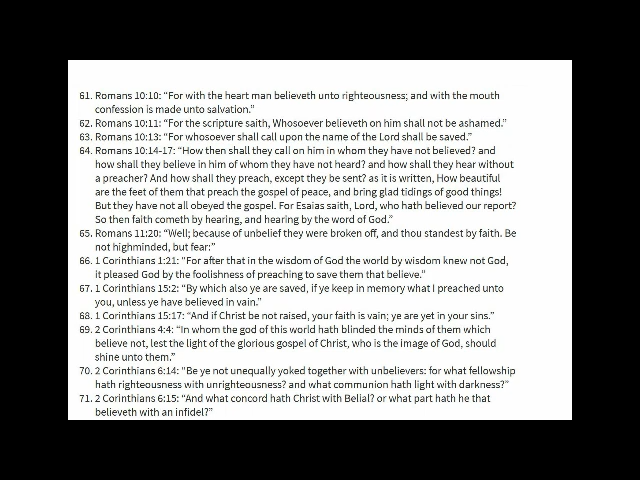 61. Romans 10:10: “For with the heart man believeth unto righteousness; and with the mouth
confession is made unto salvation.”
62. Romans 10:11: “For the scripture saith, Whosoever believeth on him shall not be ashamed.”
63. Romans 10:13: “For whosoever shall call upon the name of the Lord shall be saved.”
64. Romans 10:14-17: “How then shall they call on him in whom they have not believed? and
how shall they believe in him of whom they have not heard? and how shall they hear without
a preacher? And how shall they preach, except they be sent? as it is written, How beautiful
are the feet of them that preach the gospel of peace, and bring glad tidings of good things!
But they have not all obeyed the gospel. For Esaias saith, Lord, who hath believed our report?
So then faith cometh by hearing, and hearing by the word of God.”
65. Romans 11:20: “Well; because of unbelief they were broken off, and thou standest by faith. Be
not highminded, but fear:”
66. 1 Corinthians 1:21: “For after that in the wisdom of God the world by wisdom knew not God,
it pleased God by the foolishness of preaching to save them that believe.”
67. 1 Corinthians 15:2: “By which also ye are saved, if ye keep in memory what I preached unto
you, unless ye have believed in vain.”
68. 1 Corinthians 15:17: “And if Christ be not raised, your faith is vain; ye are yet in your sins.”
69. 2 Corinthians 4:4: “In whom the god of this world hath blinded the minds of them which
believe not, lest the light of the glorious gospel of Christ, who is the image of God, should
shine unto them.”
70. 2 Corinthians 6:14: “Be ye not unequally yoked together with unbelievers: for what fellowship
hath righteousness with unrighteousness? and what communion hath light with darkness?”
71. 2 Corinthians 6:15: “And what concord hath Christ with Belial? or what part hath he that
believeth with an infidel?”